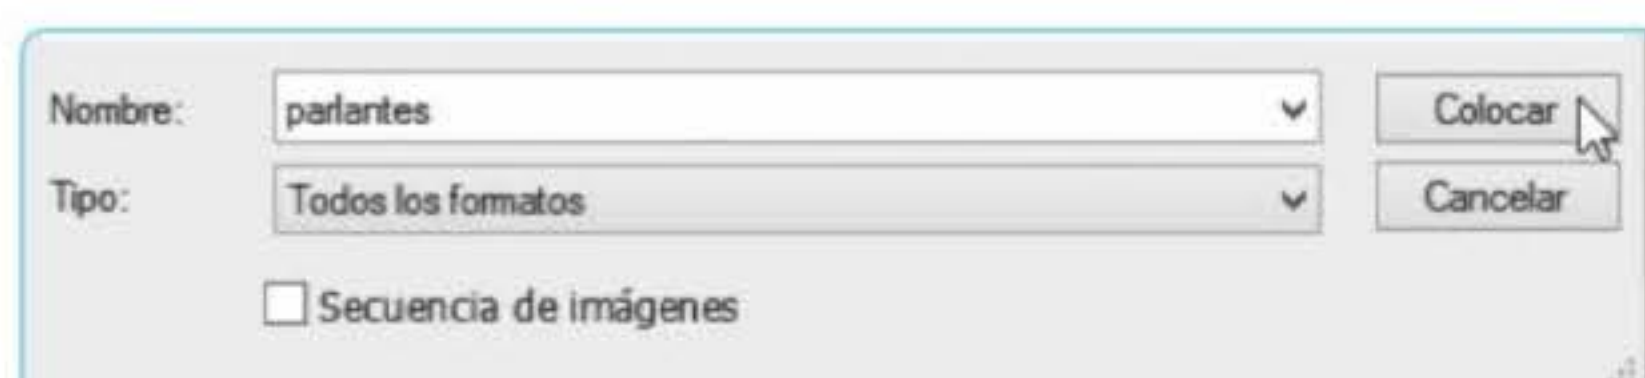 Nombre: parlantes Colocar
Tipo: Todos los formatos Cancelar
Secuencia de imágenes